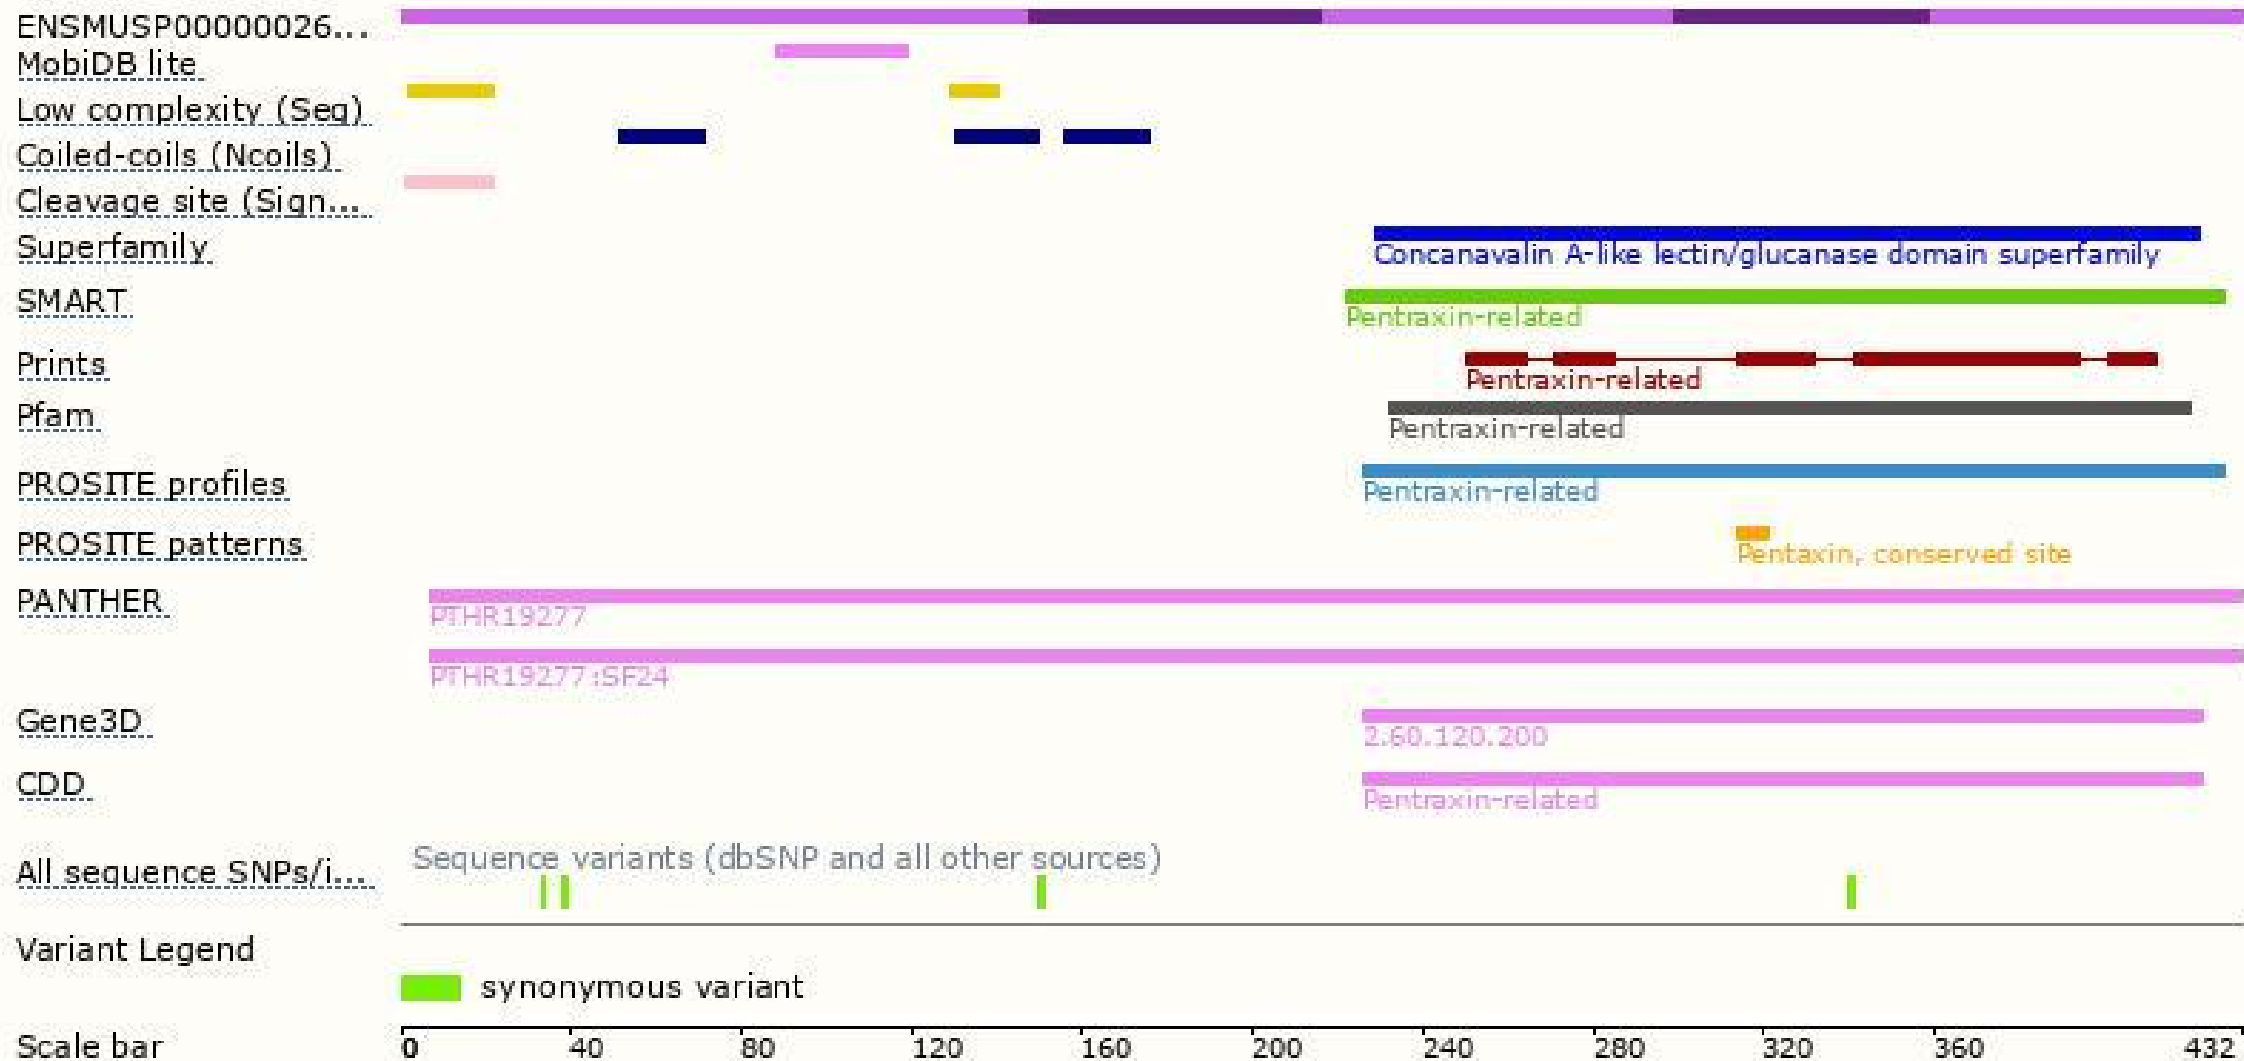 ENSMUSP00000026...
MobiDB lite
Low complexity (Seg)
Coiled-coils (Ncoils)
Cleavage site (Sign...
Superfamily
Concanavalin A-like lectin/glucanase domain superfamily
SMART
Pentraxin-related
Prints
Pentraxin-related
Pfam
Pentraxin-related
PROSITE profiles
Pentraxin-related
PROSITE patterns
Pentaxin, conserved site
PANTHER
PTHR19277
PTHR19277:SF24
Gene3D
2.60.120.200
CDD
Pentraxin-related
All sequence SNPs/i...
Sequence variants (dbSNP and all other sources)
Variant Legend
synonymous variant
Scale bar 0 40 80 120 160 200 240 280 320 360 432